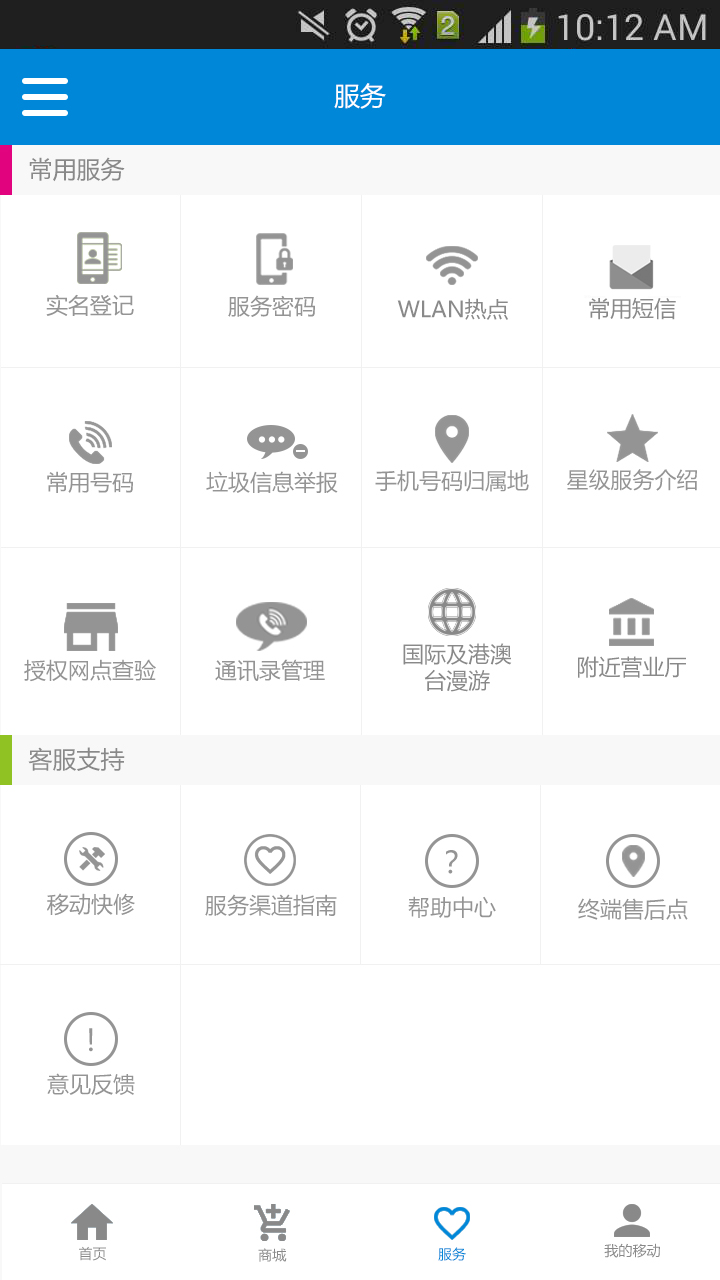 2
10:12 AM
服务
常用服务
实名登记
服务密码
WLAN热点
常用短信
常用号码
垃圾信息举报
手机号码归属地
星级服务介绍
授权网点查验
通讯录管理
国际及港澳
台漫游
附近营业厅
客服支持
移动快修
服务渠道指南
帮助中心
终端售后点
意见反馈
首页
商城
服务
我的移动